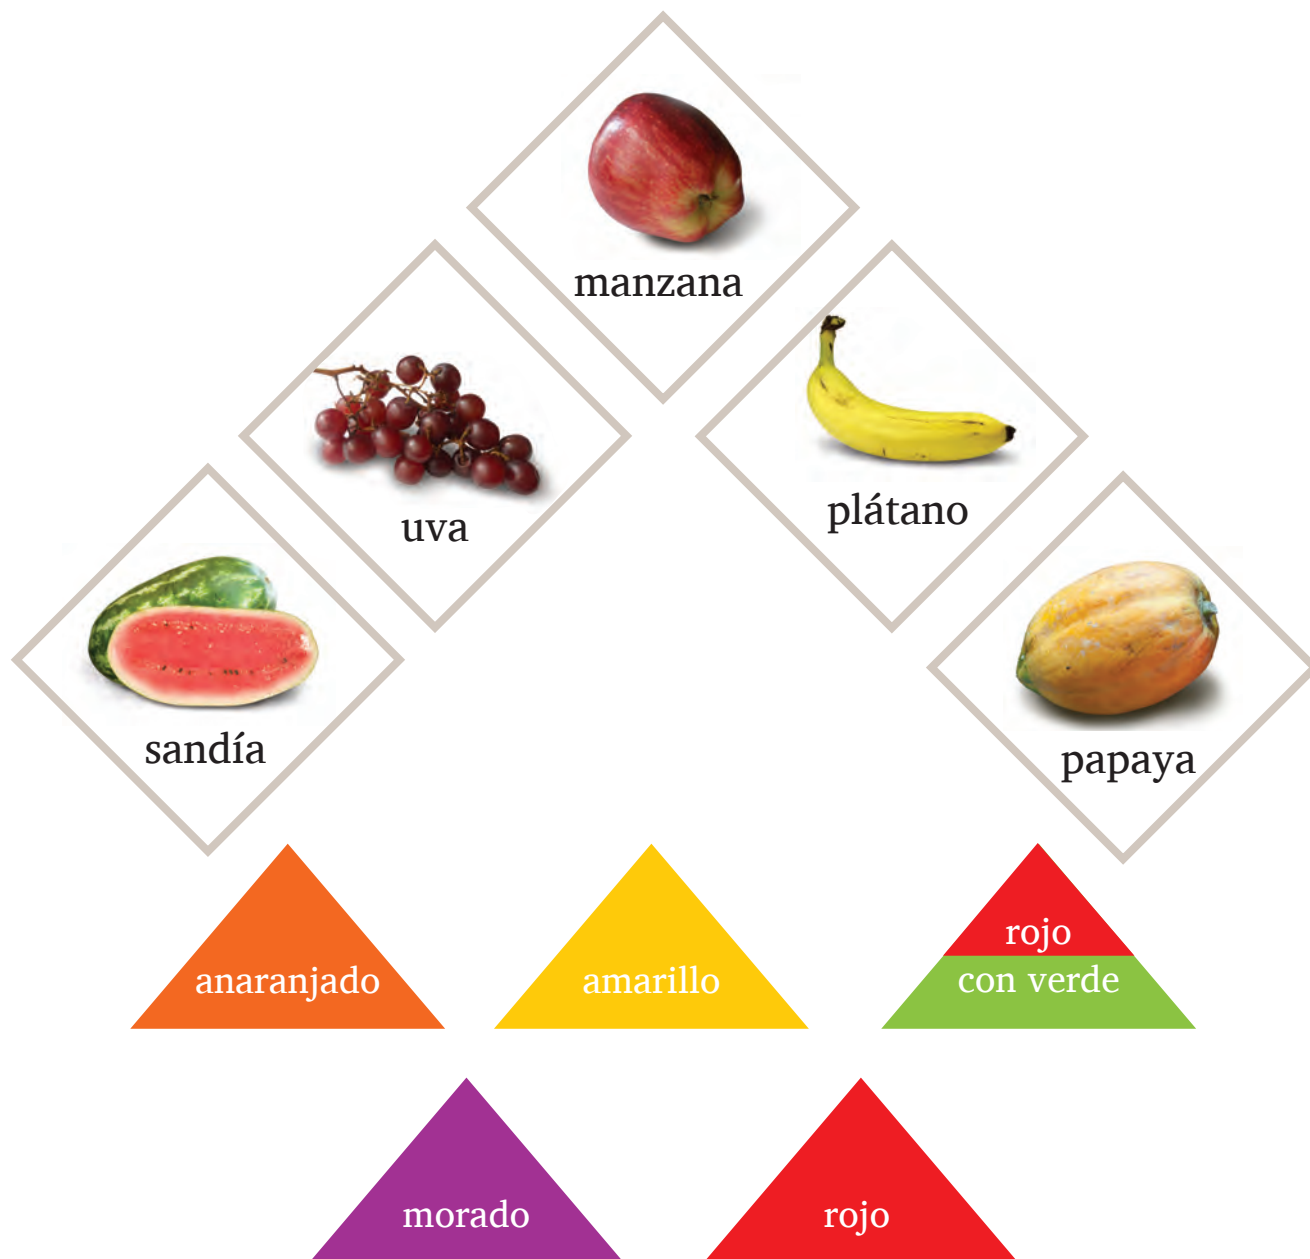 manzana
uva
plátano
sandía
papaya
anaranjado
amarillo
rojo
con verde
morado
rojo